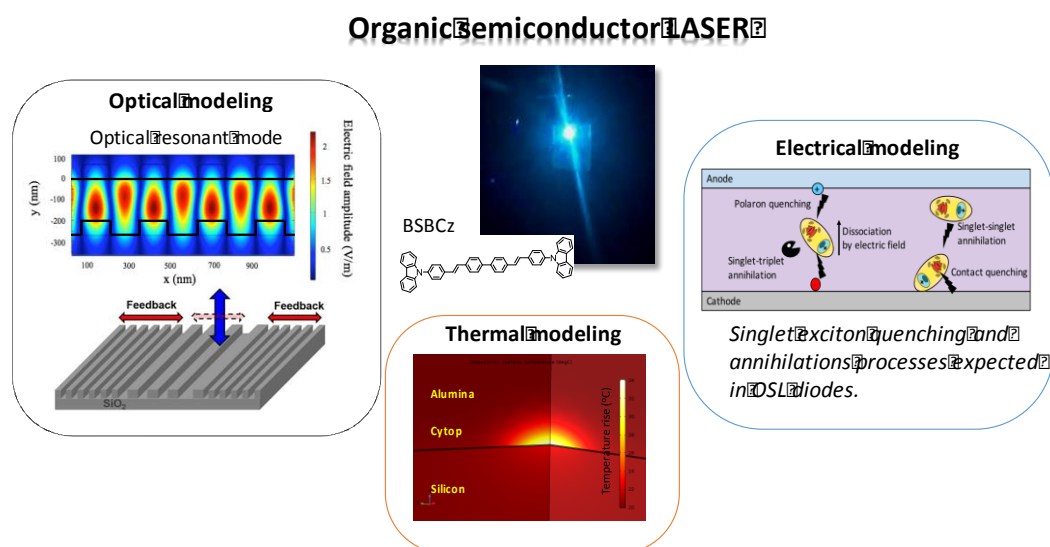 Organic semiconductor LASER
Optical modeling
Optical resonant mode
100
0
-100
-200
-300
y (nm)
100 300 500 700 900
x (nm)
2
1.5
1
0.5
Electric field amplitude (V/m)
Feedback
Feedback
SiO2
BSBCz
N
N
Thermal modeling
Alumina
Cytop
Silicon
Temperature rise (°C)
Electrical modeling
Anode
+
Polaron quenching
Dissociation
by electric field
Singlet-triplet
annihilation
Singlet-singlet
annihilation
Contact quenching
Cathode
Singlet exciton quenching and
annihilations processes expected
in OSL diodes.